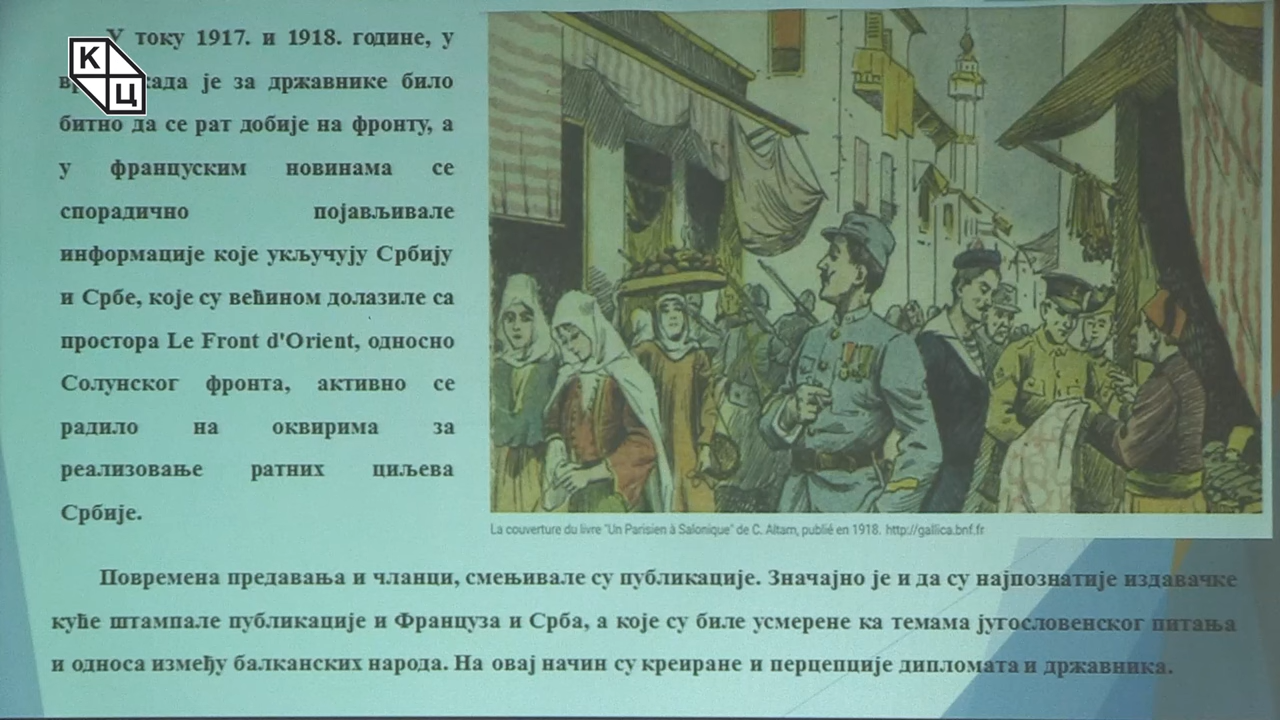 К
Ц
У току 1917. и 1918. године, у
када је за државнике било
битно да се рат добије на фронту, а
у француским новинама се
спорадично појављивале
информације које укључују Србију
и Србе, које су већином долазиле са
простора Le Front d'Orient, односно
Солунског фронта, активно се
радило на оквирима за
реализовање ратних циљева
Србије.
La couverture du livre "Un Parisien à Salonique" de C. Altam, publié en 1918. http://gallica.bnf.fr
Повремена предавања и чланци, смењивале су публикације. Значајно је и да су најпознатије издавачке
куће штампале публикације и Француза и Срба, а које су биле усмерене ка темама југословенског питања
и односа између балканских народа. На овај начин су креиране и перцепције дипломата и државника.